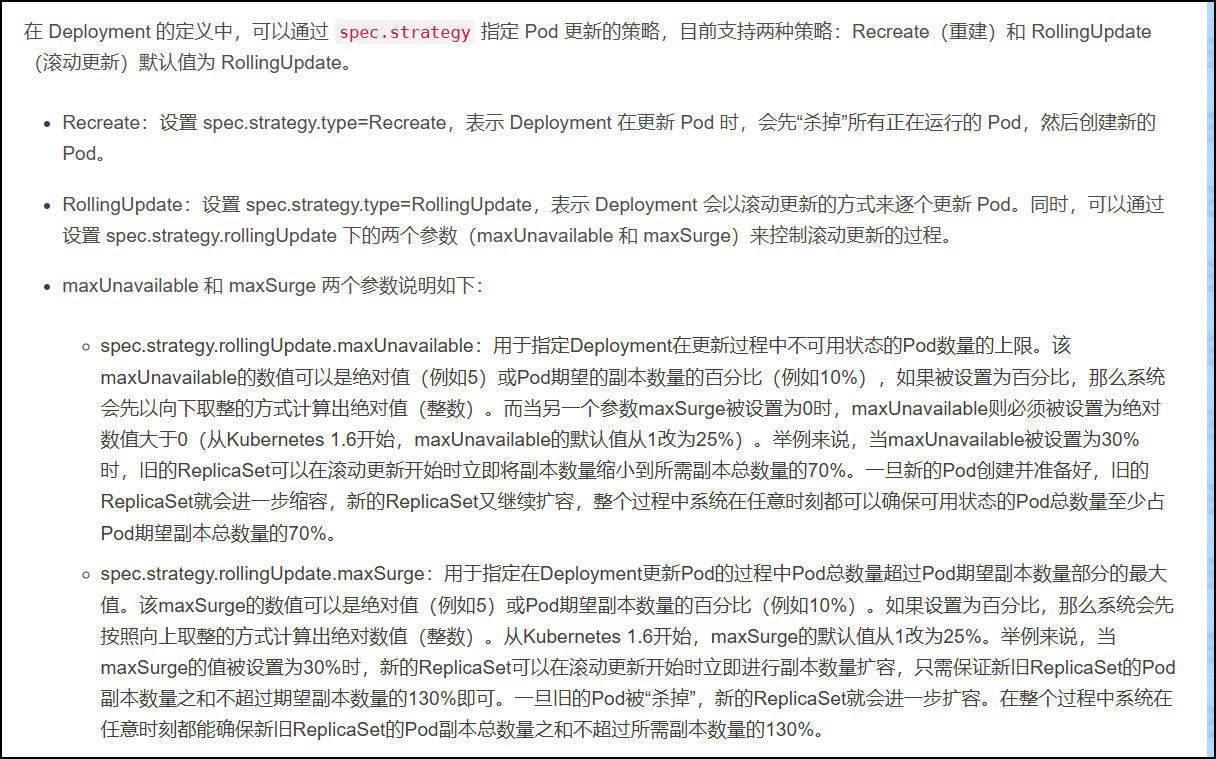 在 Deployment 的定义中，可以通过 spec.strategy 指定 Pod 更新的策略，目前支持两种策略：Recreate（重建）和 RollingUpdate
（滚动更新）默认值为 RollingUpdate。
Recreate：设置 spec.strategy.type=Recreate，表示 Deployment 在更新 Pod 时，会先“杀掉”所有正在运行的 Pod，然后创建新的
Pod。
RollingUpdate：设置 spec.strategy.type=RollingUpdate，表示 Deployment 会以滚动更新的方式来逐个更新 Pod。同时，可以通过
设置 spec.strategy.rollingUpdate 下的两个参数（maxUnavailable 和 maxSurge）来控制滚动更新的过程。
maxUnavailable 和 maxSurge 两个参数说明如下：
spec.strategy.rollingUpdate.maxUnavailable：用于指定Deployment在更新过程中不可用状态的Pod数量的上限。该
maxUnavailable的数值可以是绝对值（例如5）或Pod期望的副本数量的百分比（例如10%），如果被设置为百分比，那么系统
会先以向下取整的方式计算出绝对值（整数）。而当另一个参数maxSurge被设置为0时，maxUnavailable则必须被设置为绝对
数值大于0（从Kubernetes 1.6开始，maxUnavailable的默认值从1改为25%）。举例来说，当maxUnavailable被设置为30%
时，旧的ReplicaSet可以在滚动更新开始时立即将副本数量缩小到所需副本总数量的70%。一旦新的Pod创建并准备好，旧的
ReplicaSet就会进一步缩容，新的ReplicaSet又继续扩容，整个过程中系统在任意时刻都可以确保可用状态的Pod总数量至少占
Pod期望副本总数量的70%。
spec.strategy.rollingUpdate.maxSurge：用于指定在Deployment更新Pod的过程中Pod总数量超过Pod期望副本数量部分的最大
值。该maxSurge的数值可以是绝对值（例如5）或Pod期望副本数量的百分比（例如10%）。如果设置为百分比，那么系统会先
按照向上取整的方式计算出绝对数值（整数）。从Kubernetes 1.6开始，maxSurge的默认值从1改为25%。举例来说，当
maxSurge的值被设置为30%时，新的ReplicaSet可以在滚动更新开始时立即进行副本数量扩容，只需保证新旧ReplicaSet的Pod
副本数量之和不超过期望副本数量的130%即可。一旦旧的Pod被“杀掉”，新的ReplicaSet就会进一步扩容。在整个过程中系统在
任意时刻都能确保新旧ReplicaSet的Pod副本总数量之和不超过所需副本数量的130%。